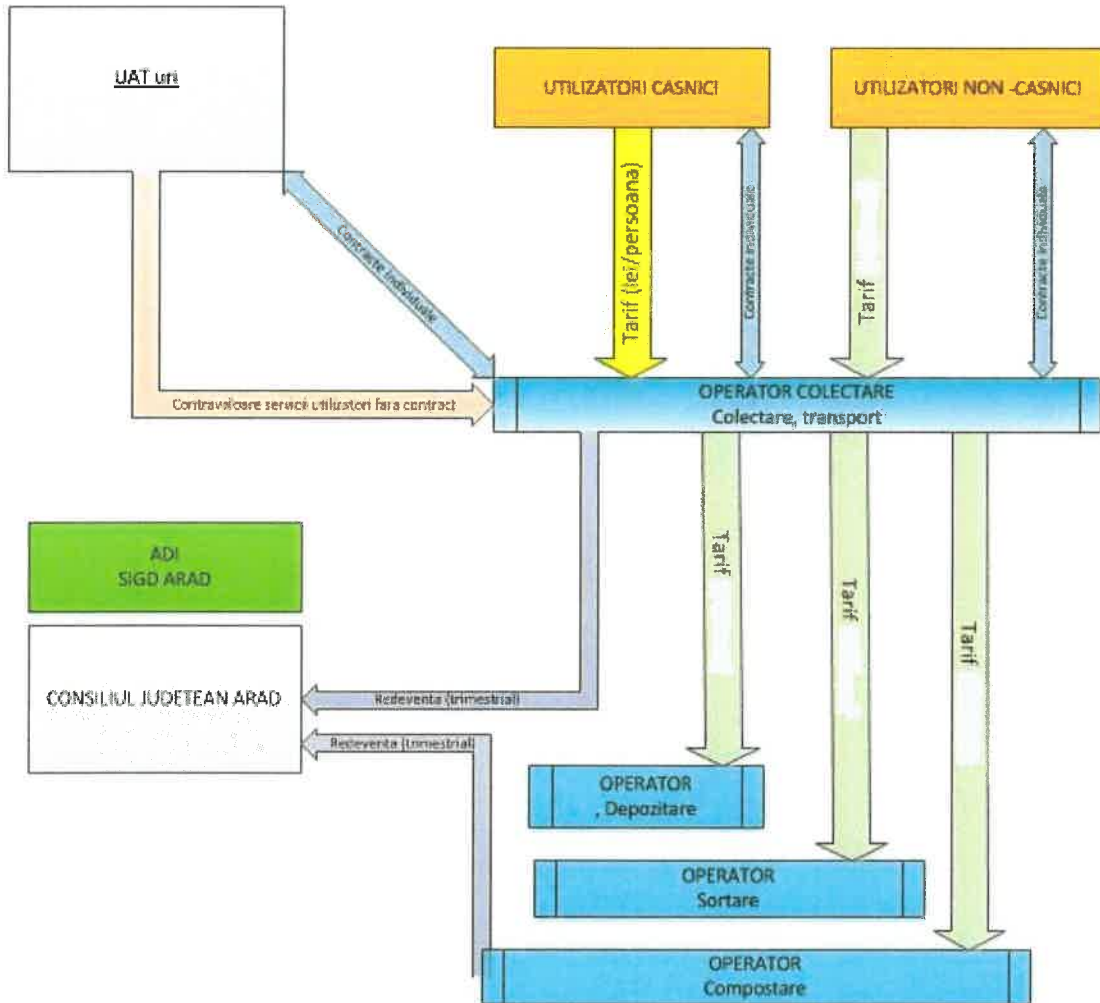 UAT uri
UTILIZATORI CASNICI
UTILIZATORI NON -CASNICI
Tarif (lei/persoana)
Contracte individuale
Tarif
Contracte individuale
Contracte individuale
OPERATOR COLECTARE
Colectare, transport
Contravaloare servicii utilizatori fara contract
Tarif
Tarif
Tarif
ADI
SIGD ARAD
CONSILIUL JUDETEAN ARAD
Redeventa (trimestrial)
Redeventa (trimestrial)
OPERATOR
, Depozitare
OPERATOR
Sortare
OPERATOR
Compostare